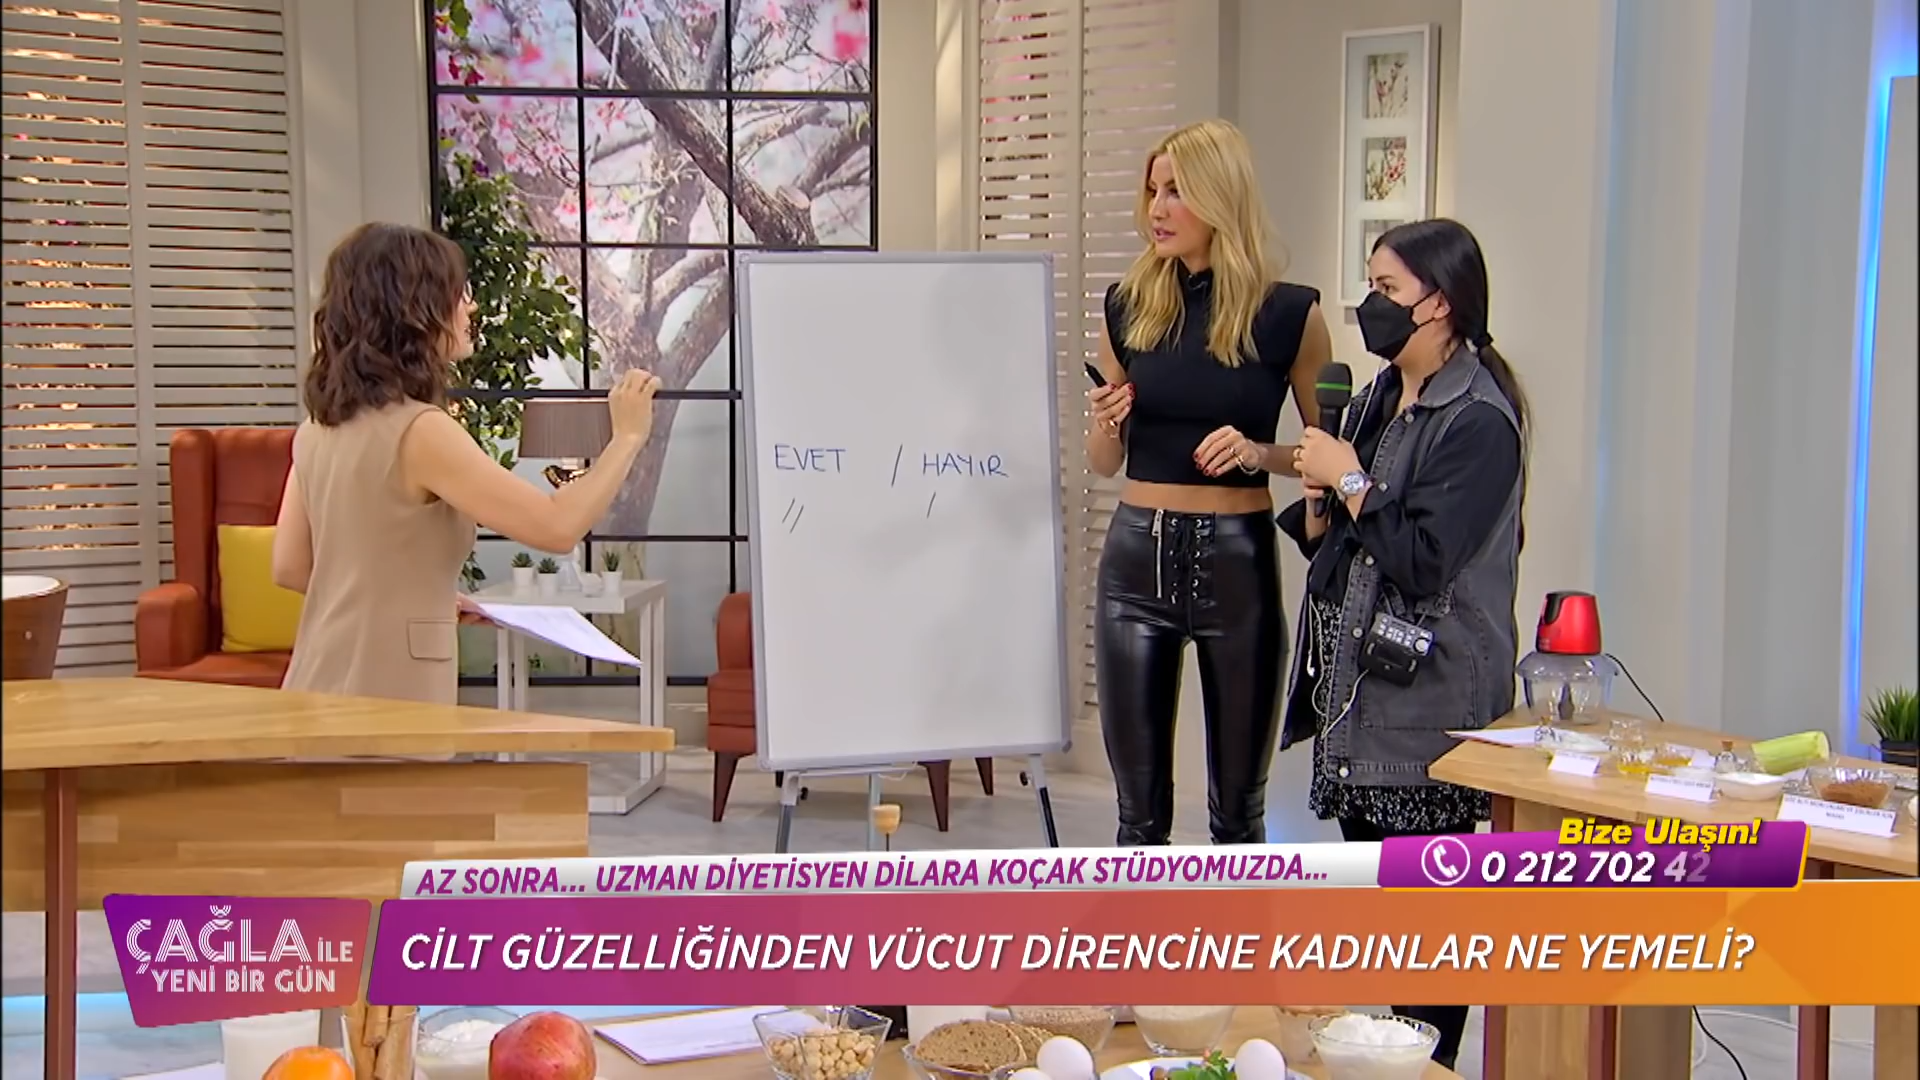 EVET / HAYIR
// /
Bize Ulaşın!
0 212 702 42
AZ SONRA... UZMAN DİYETİSYEN DİLARA KOÇAK STÜDYOMUZDA...
ÇAĞLA İLE
YENİ BİR GÜN
CİLT GÜZELLİĞİNDEN VÜCUT DİRENCİNE KADINLAR NE YEMELİ?